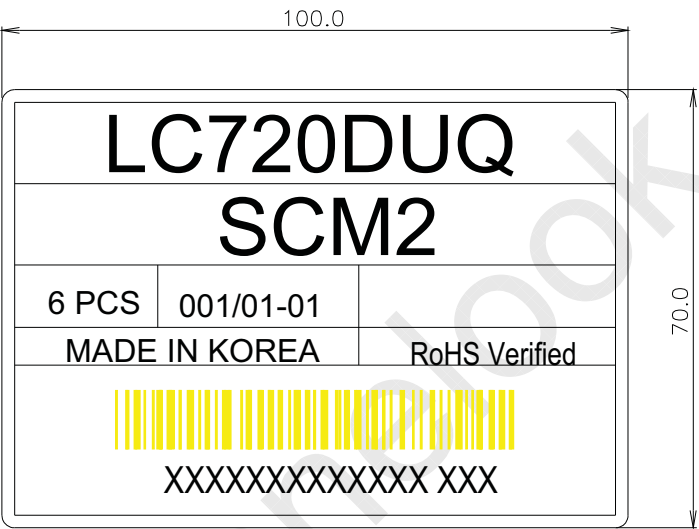 100.0
LC720DUQ
SCM2
6 PCS 001/01-01
MADE IN KOREA RoHS Verified
XXXXXXXXXXXXX XXX
70.0